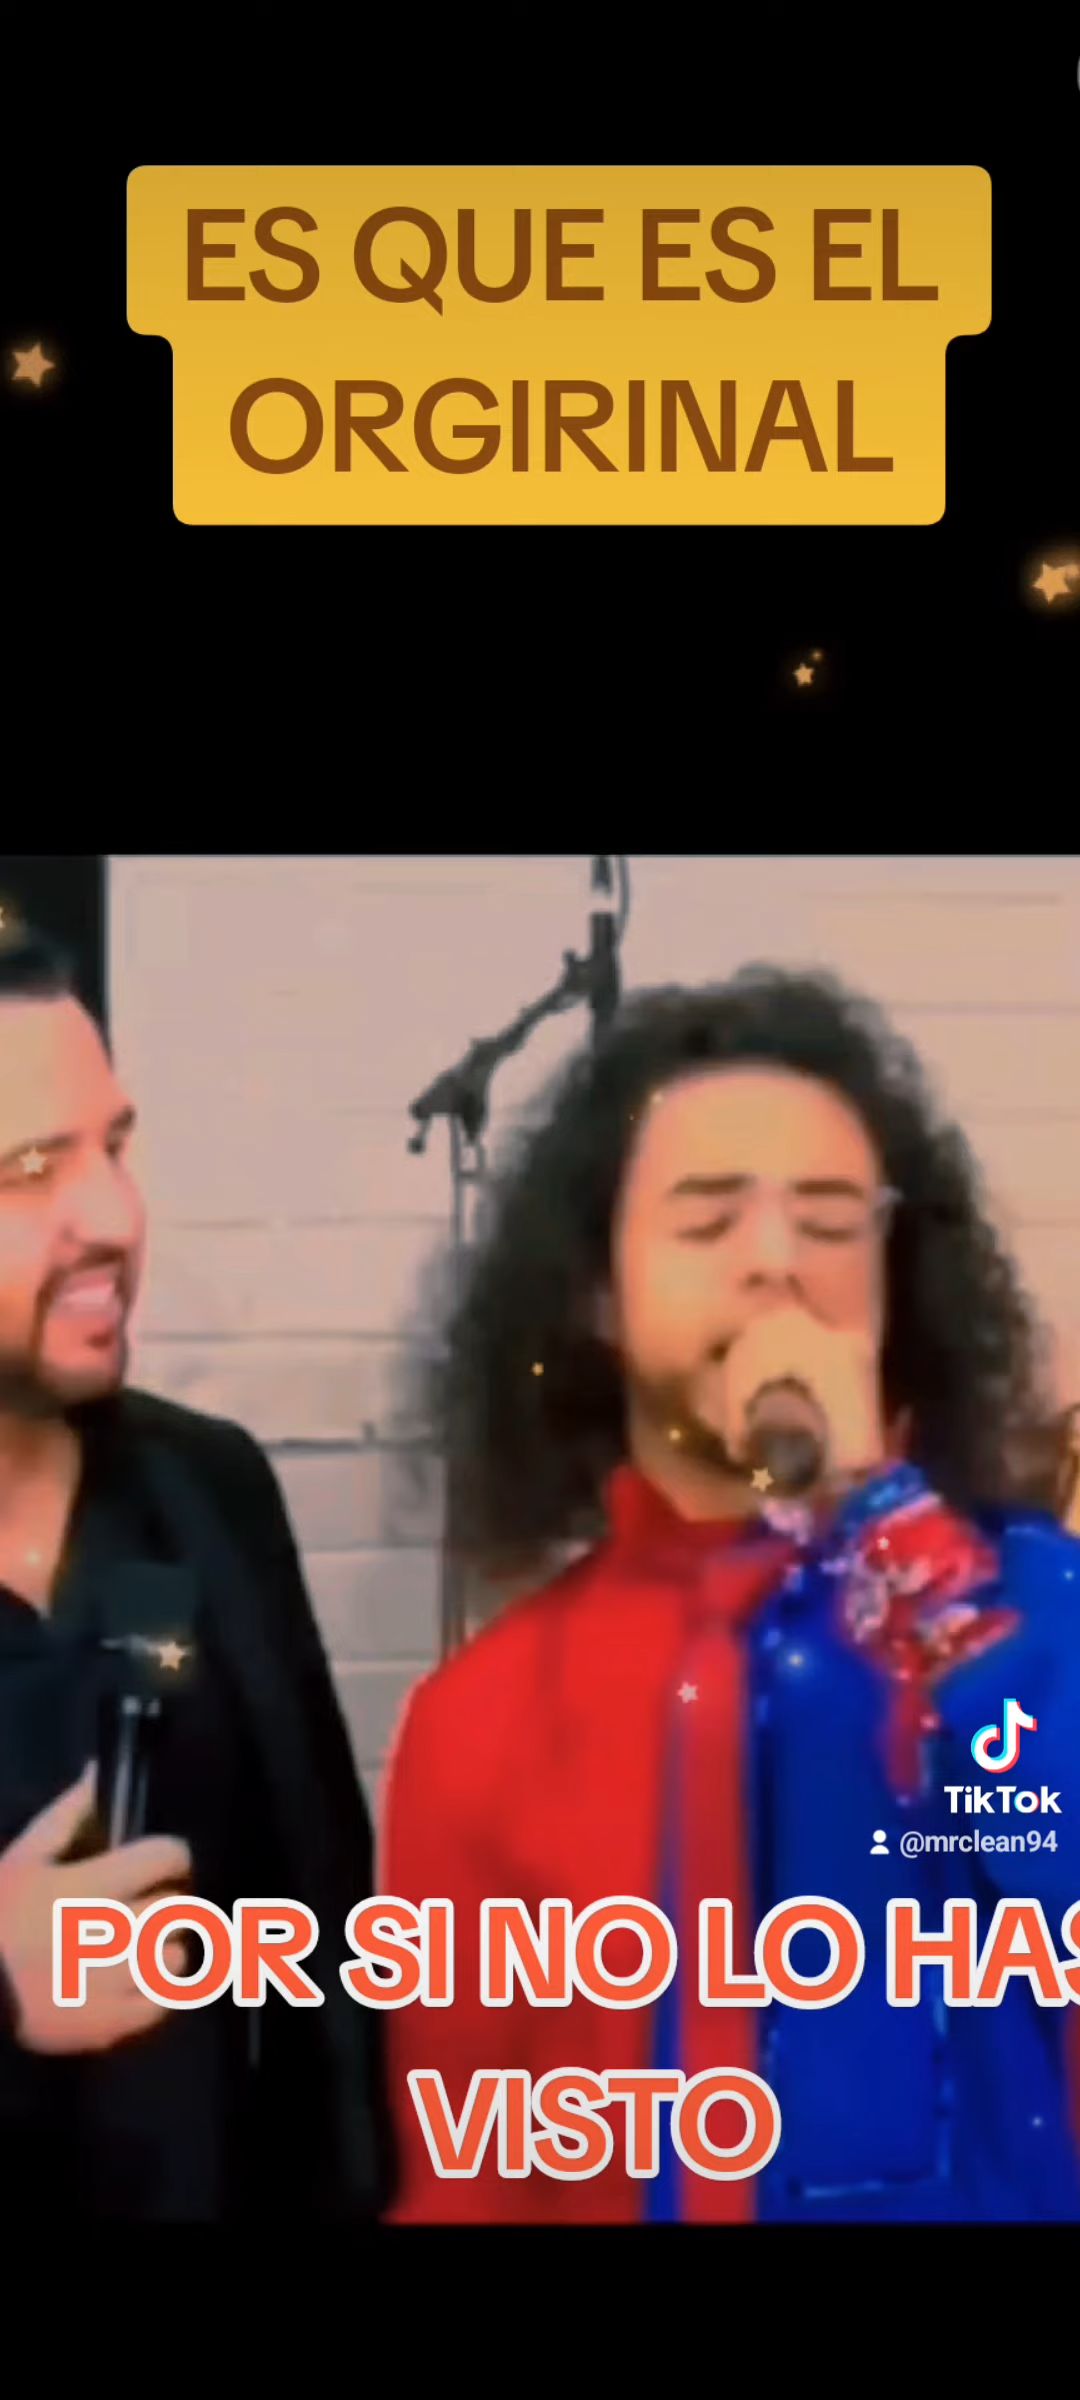 ES QUE ES EL
ORGIRINAL
TikTok
@mrclean94
POR SI NO LO HAS
VISTO